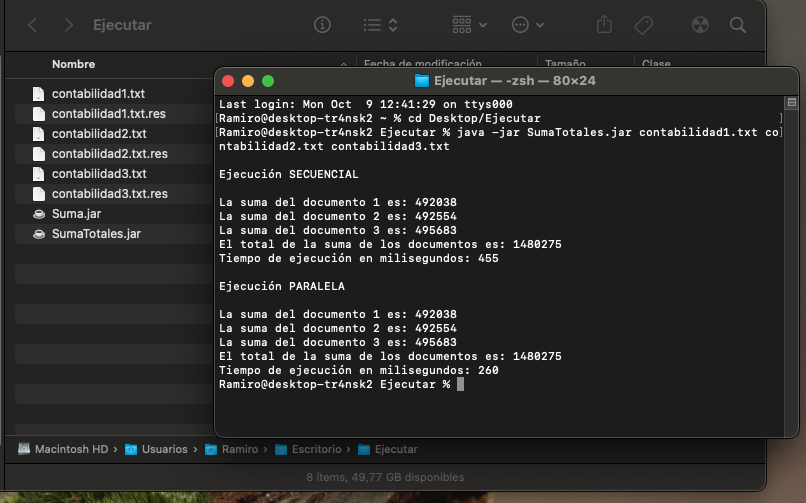 Ejecutar
Nombre
Fecha de modificación
Tamaño
Clase
contabilidad1.txt
contabilidad1.txt.res
contabilidad2.txt
contabilidad2.txt.res
contabilidad3.txt
contabilidad3.txt.res
Suma.jar
SumaTotales.jar
Ejecutar — -zsh — 80×24
Last login: Mon Oct  9 12:41:29 on ttys000
[Ramiro@desktop-tr4nsk2 ~ % cd Desktop/Ejecutar ]
[Ramiro@desktop-tr4nsk2 Ejecutar % java -jar SumaTotales.jar contabilidad1.txt co]
ntabilidad2.txt contabilidad3.txt
Ejecución SECUENCIAL
La suma del documento 1 es: 492038
La suma del documento 2 es: 492554
La suma del documento 3 es: 495683
El total de la suma de los documentos es: 1480275
Tiempo de ejecución en milisegundos: 455
Ejecución PARALELA
La suma del documento 1 es: 492038
La suma del documento 2 es: 492554
La suma del documento 3 es: 495683
El total de la suma de los documentos es: 1480275
Tiempo de ejecución en milisegundos: 260
Ramiro@desktop-tr4nsk2 Ejecutar %
Macintosh HD › Usuarios › Ramiro › Escritorio › Ejecutar
8 ítems, 49,77 GB disponibles